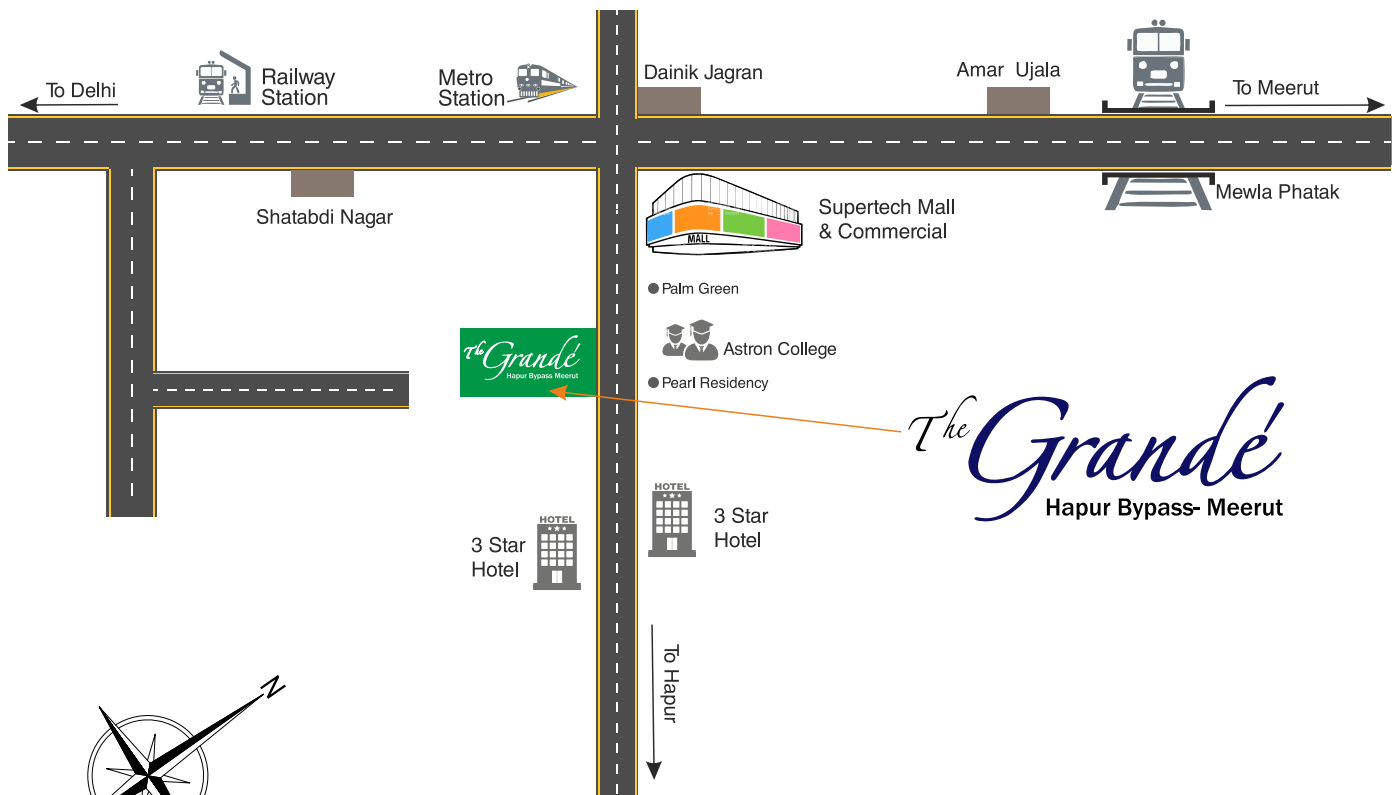 To Delhi
Railway
Station
Metro
Station
Dainik Jagran
Amar Ujala
To Meerut
Shatabdi Nagar
Mewla Phatak
MALL
Supertech Mall
& Commercial
Palm Green
The Grandé
Hapur Bypass Meerut
Astron College
Pearl Residency
The Grandé
Hapur Bypass- Meerut
HOTEL
3 Star
Hotel
HOTEL
3 Star
Hotel
To Hapur
N